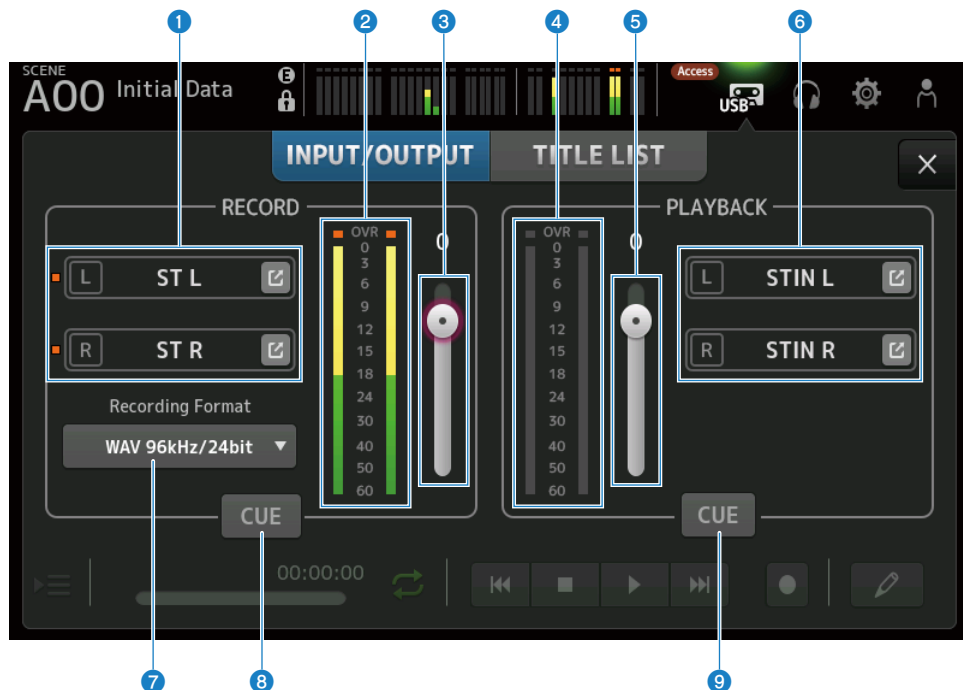 1 2 3 4 5 6
SCENE
A00 Initial Data
E
Access
USB
INPUT/OUTPUT TITLE LIST
RECORD
PLAYBACK
OVR
0
3
6
9
12
15
18
24
30
40
50
60
0
OVR
0
3
6
9
12
15
18
24
30
40
50
60
0
L ST L
R ST R
L STIN L
R STIN R
Recording Format
WAV 96kHz/24bit
CUE
CUE
00:00:00
7 8 9